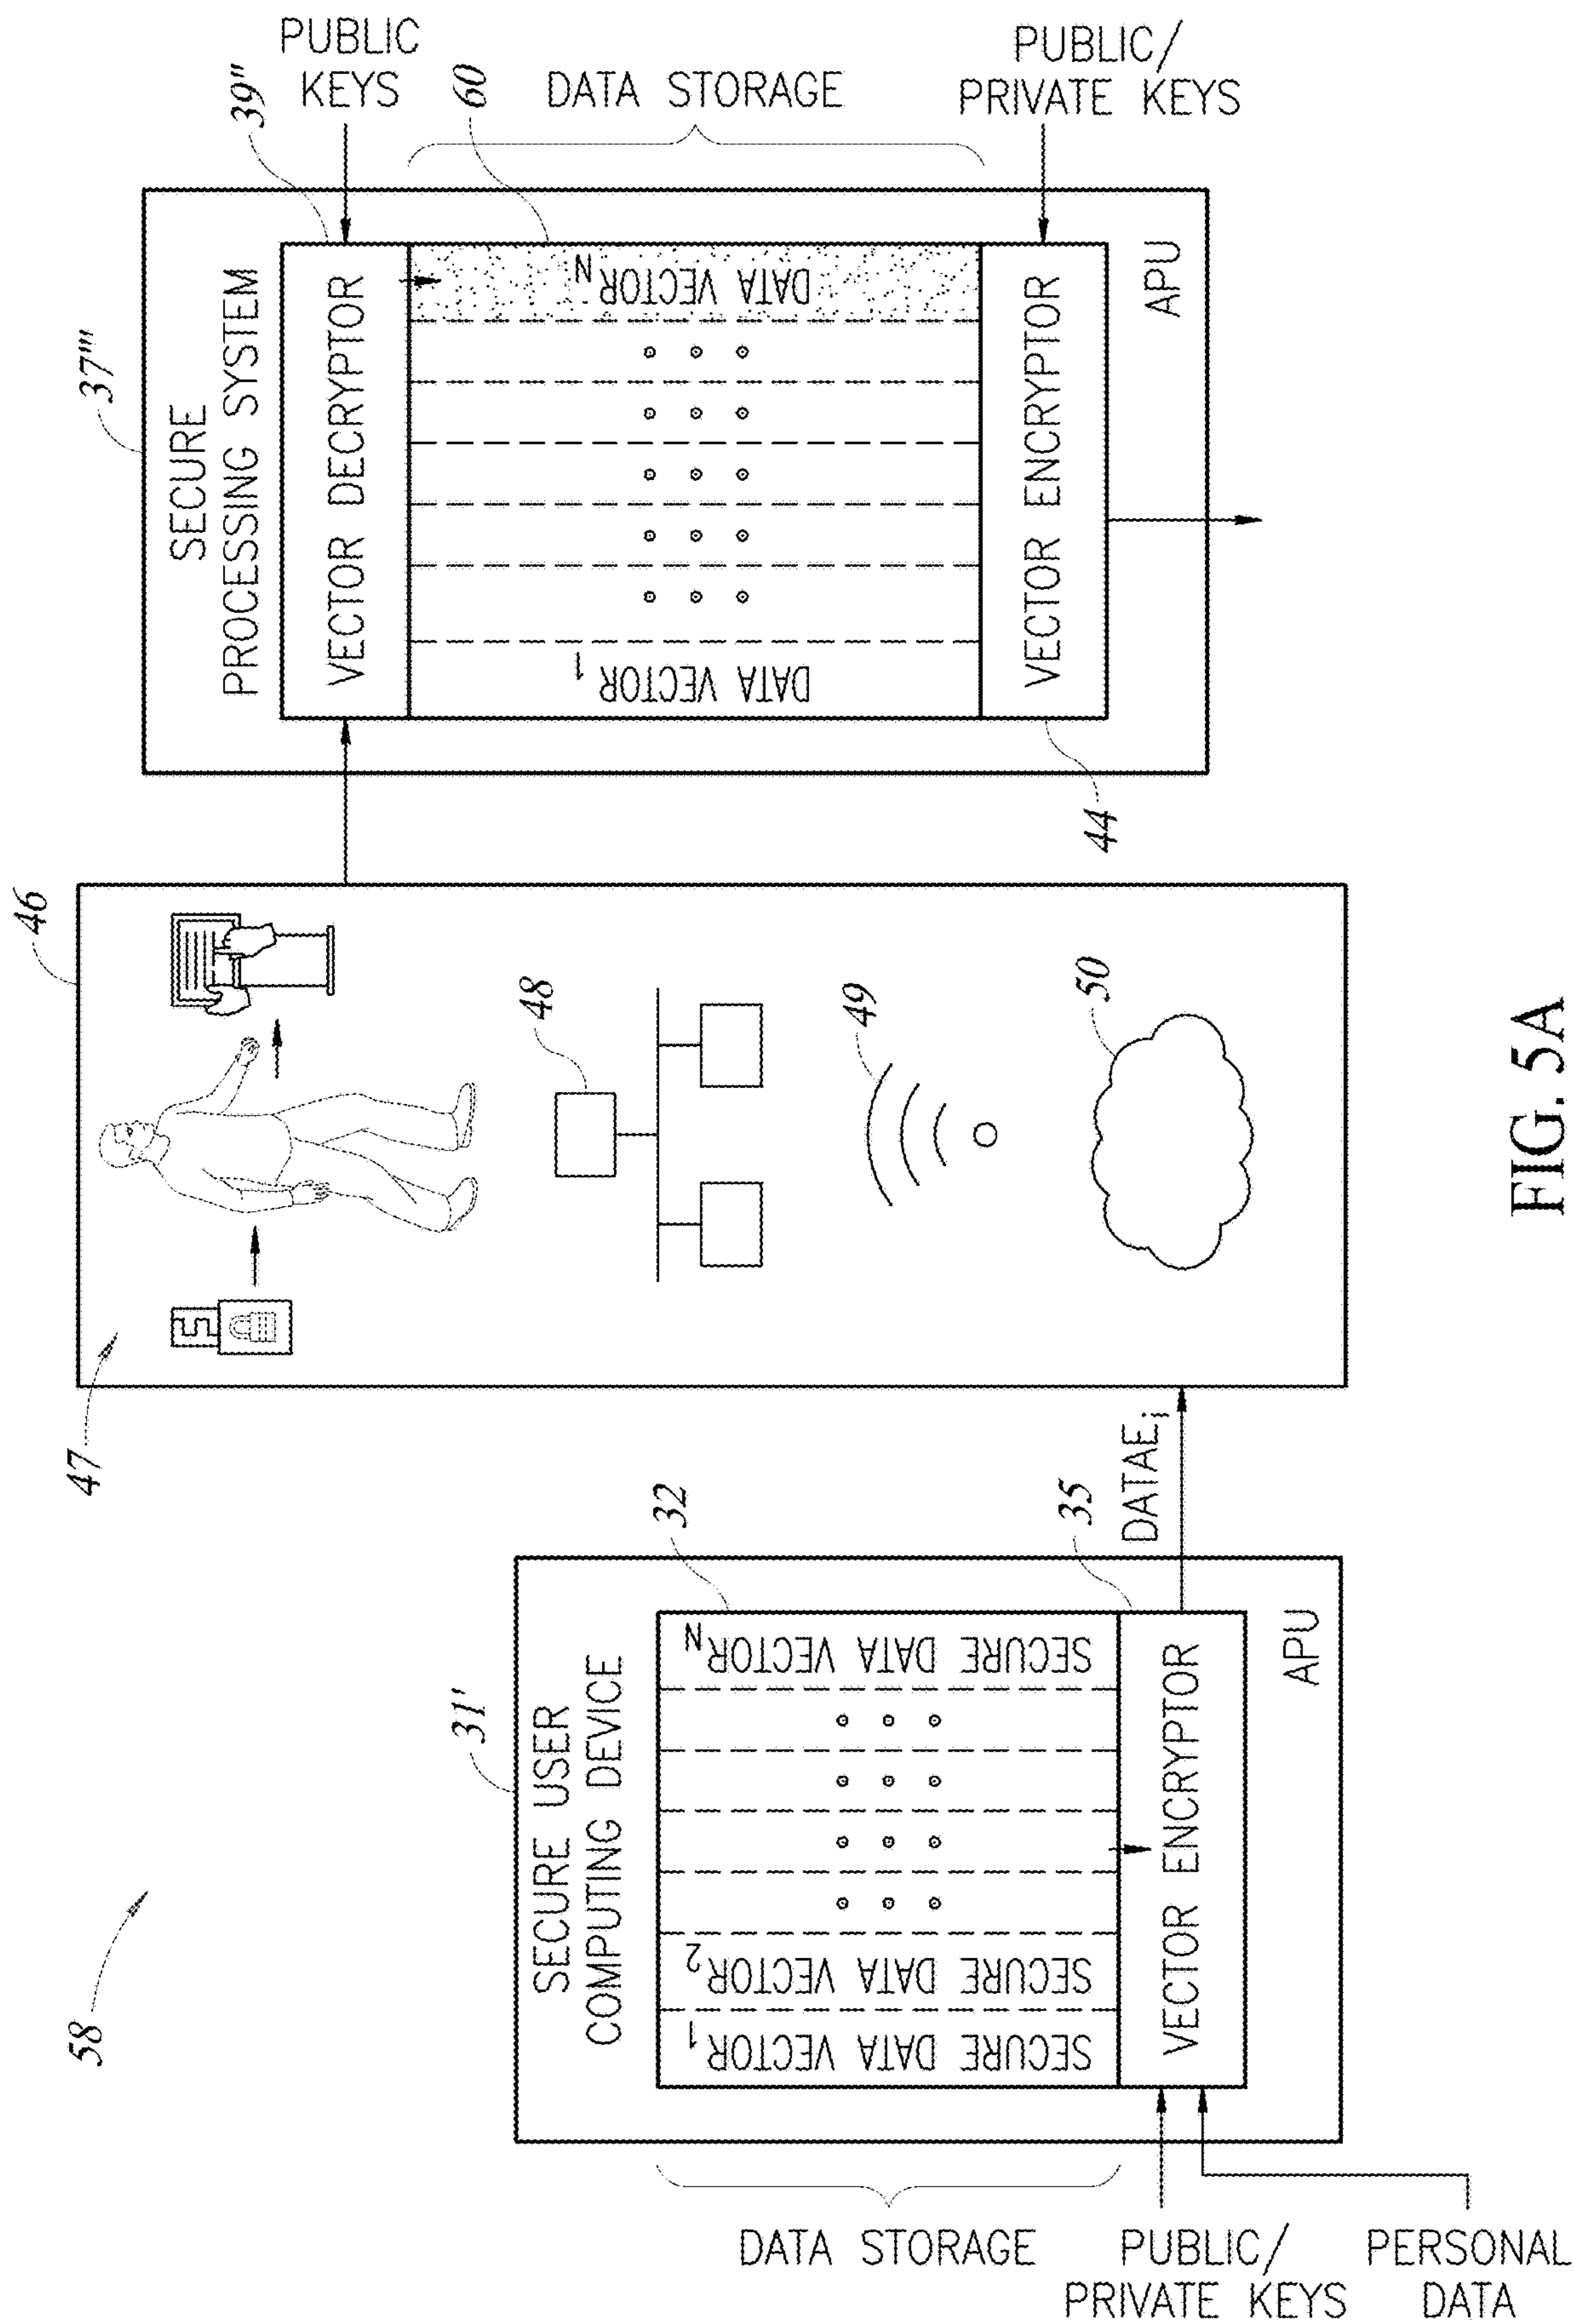 58
SECURE USER
COMPUTING DEVICE
31'
32
SECURE DATA VECTOR1
SECURE DATA VECTOR2
SECURE DATA VECTORN
DATA STORAGE
VECTOR ENCRYPTOR
35
APU
PUBLIC/
PRIVATE KEYS
PERSONAL
DATA
DATAEi
46
47
48
49
50
37'''
SECURE
PROCESSING SYSTEM
VECTOR DECRYPTOR
39''
PUBLIC
KEYS
60
DATA STORAGE
DATA VECTOR1
DATA VECTORN
VECTOR ENCRYPTOR
44
APU
PUBLIC/
PRIVATE KEYS
FIG. 5A